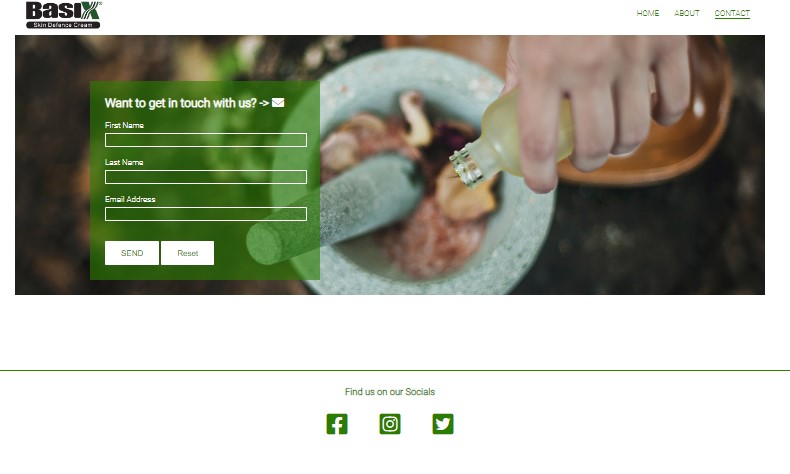 BasiX
Skin Defence Cream
HOME ABOUT CONTACT
Want to get in touch with us? ->
First Name
Last Name
Email Address
SEND Reset
Find us on our Socials